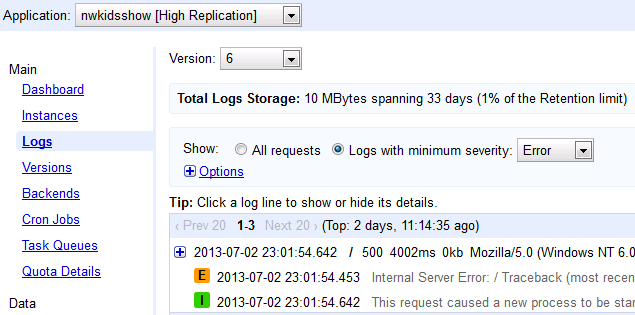 Application: nwkidsshow [High Replication]
Version: 6
Main
Dashboard
Instances
Logs
Versions
Backends
Cron Jobs
Task Queues
Quota Details
Data
Total Logs Storage: 10 MBytes spanning 33 days (1% of the Retention limit)
Show: All requests Logs with minimum severity: Error
Options
Tip: Click a log line to show or hide its details.
‹ Prev 20 1-3 Next 20 › (Top: 2 days, 11:14:35 ago)
2013-07-02 23:01:54.642 / 500 4002ms 0kb Mozilla/5.0 (Windows NT 6.0
E 2013-07-02 23:01:54.453 Internal Server Error: / Traceback (most recen
I 2013-07-02 23:01:54.642 This request caused a new process to be star